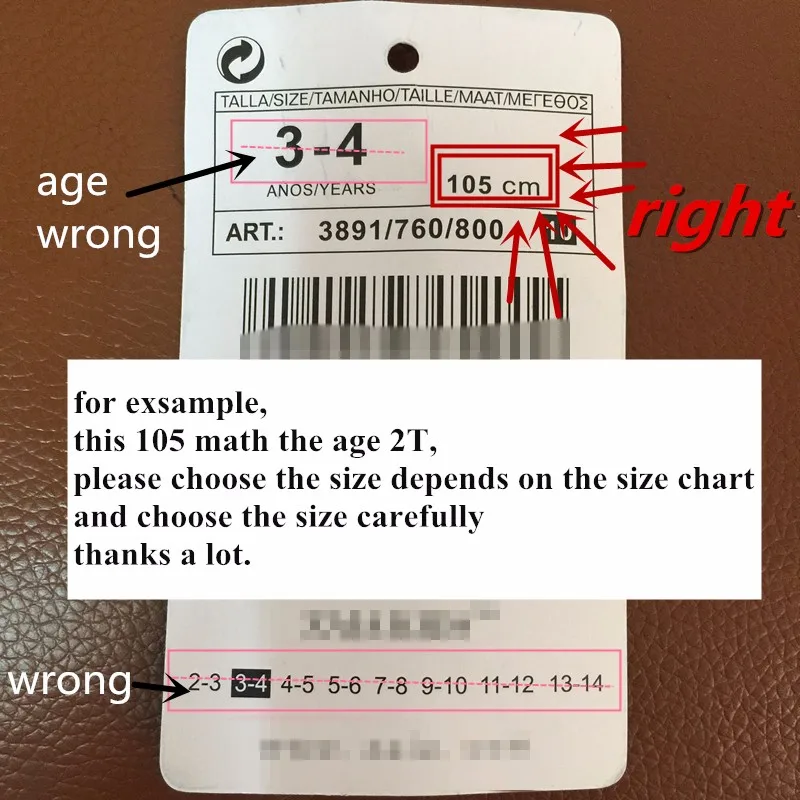 TALLA/SIZE/TAMANHO/TAILLE/MAAT/ΜΕΓΕΘΟΣ
3-4
ANOS/YEARS
105 cm
ART.: 3891/760/800 10
age
wrong
right
for exsample,
this 105 math the age 2T,
please choose the size depends on the size chart
and choose the size carefully
thanks a lot.
wrong
2-3 3-4 4-5 5-6 7-8 9-10 11-12 13-14